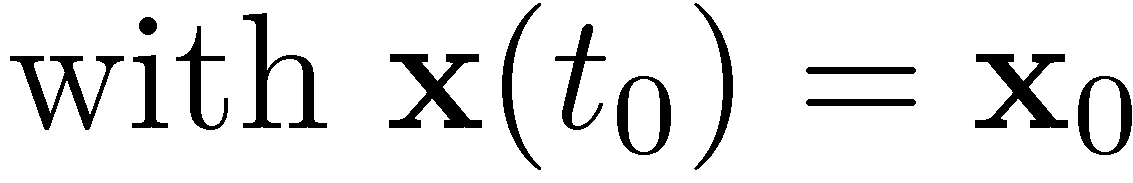 with 𝐱(t₀) = 𝐱₀